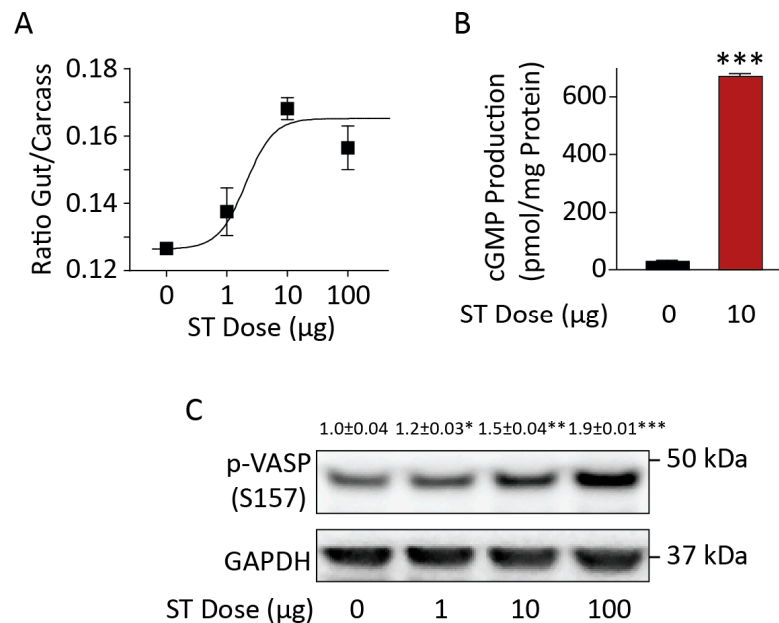 A
Ratio Gut/Carcass
0.18
0.16
0.14
0.12
0 1 10 100
ST Dose (µg)
B
cGMP Production
(pmol/mg Protein)
***
600
400
200
0
ST Dose (µg) 0 10
C
1.0±0.04 1.2±0.03* 1.5±0.04** 1.9±0.01***
p-VASP
(S157)
50 kDa
GAPDH
37 kDa
ST Dose (µg) 0 1 10 100